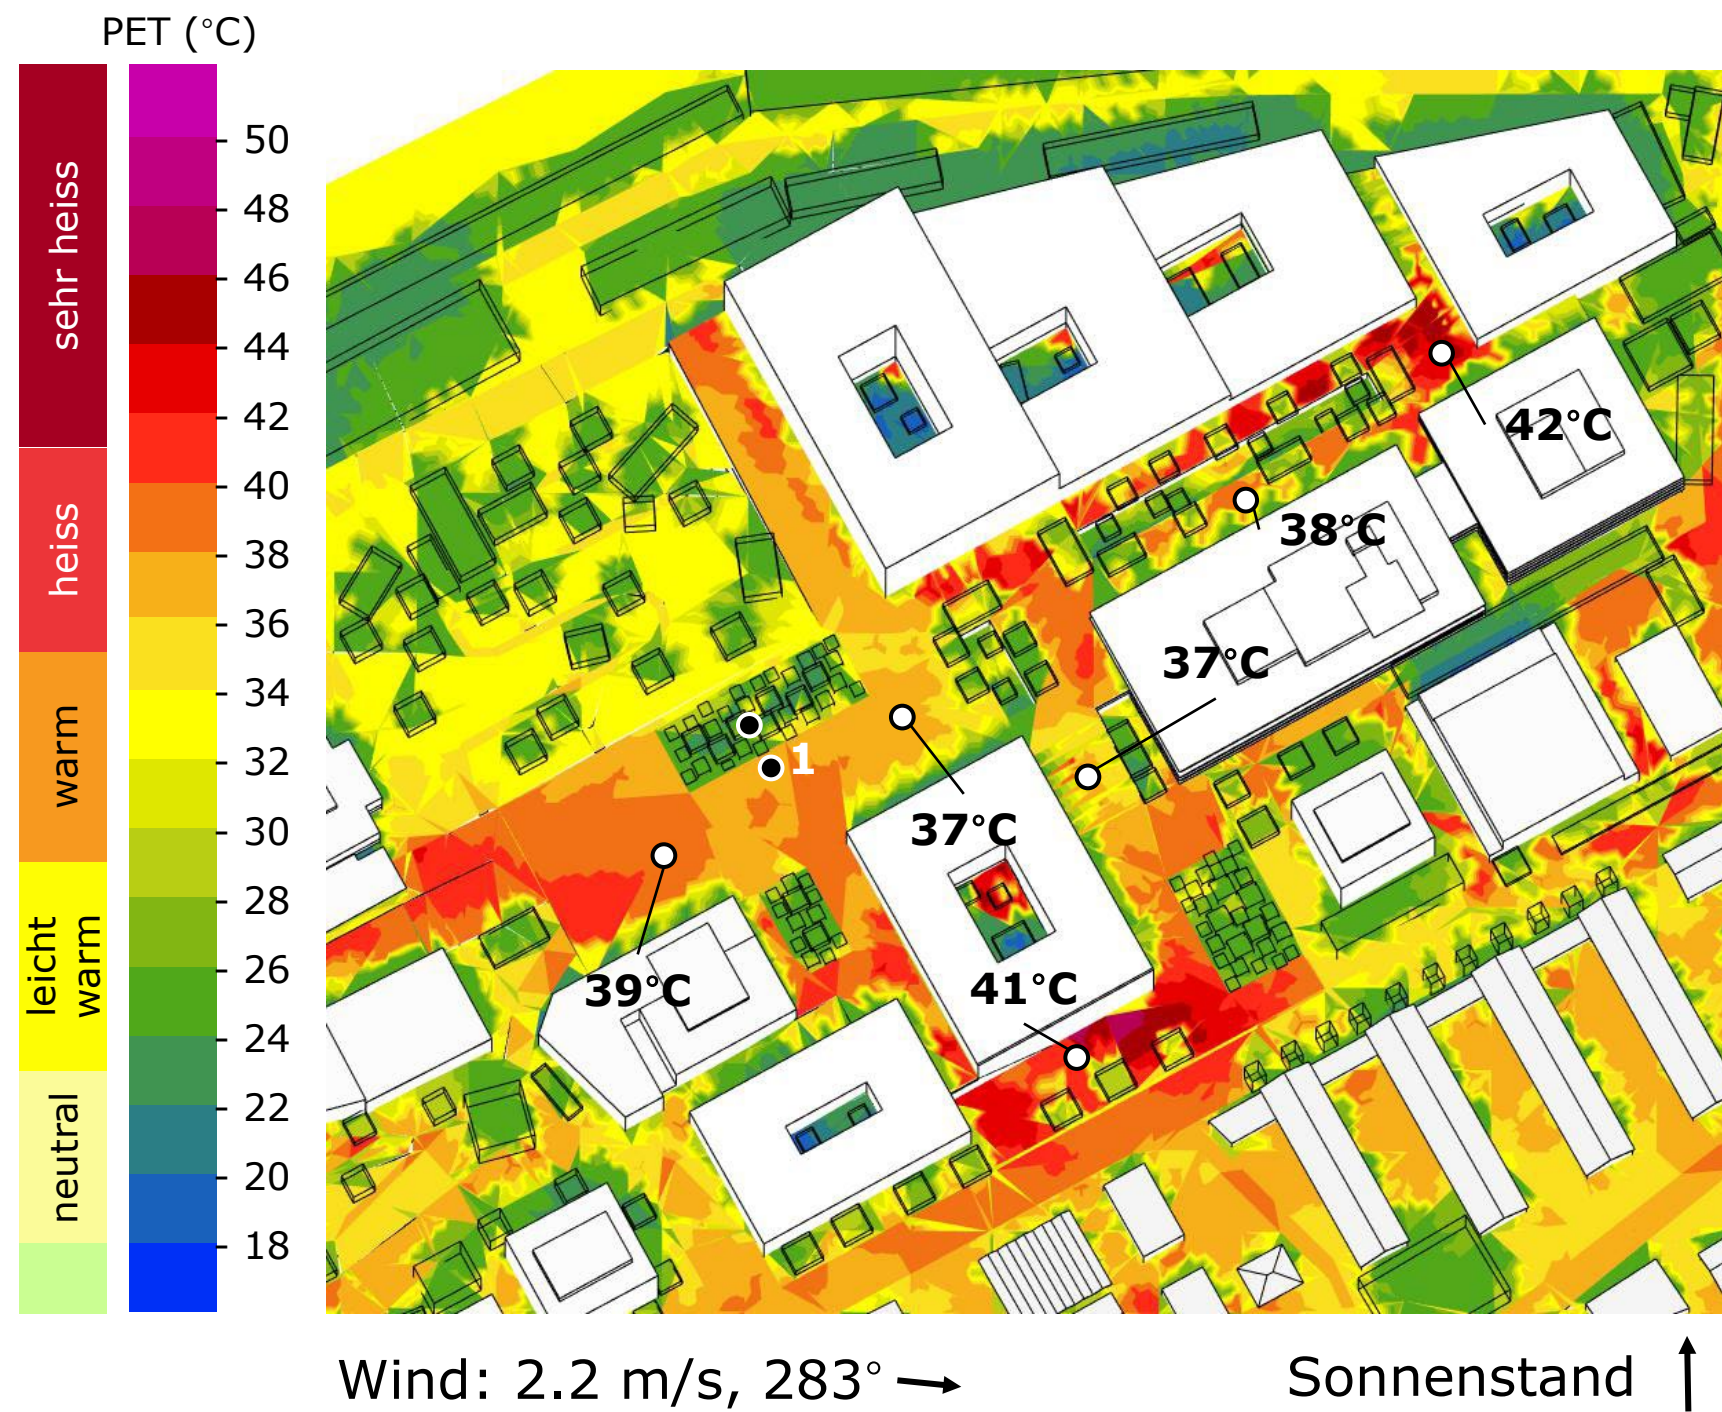 PET (°C)
50
48
46
44
42
40
38
36
34
32
30
28
26
24
22
20
18
sehr heiss
heiss
warm
leicht
warm
neutral
42°C
38°C
37°C
1
37°C
39°C
41°C
Wind: 2.2 m/s, 283°
Sonnenstand